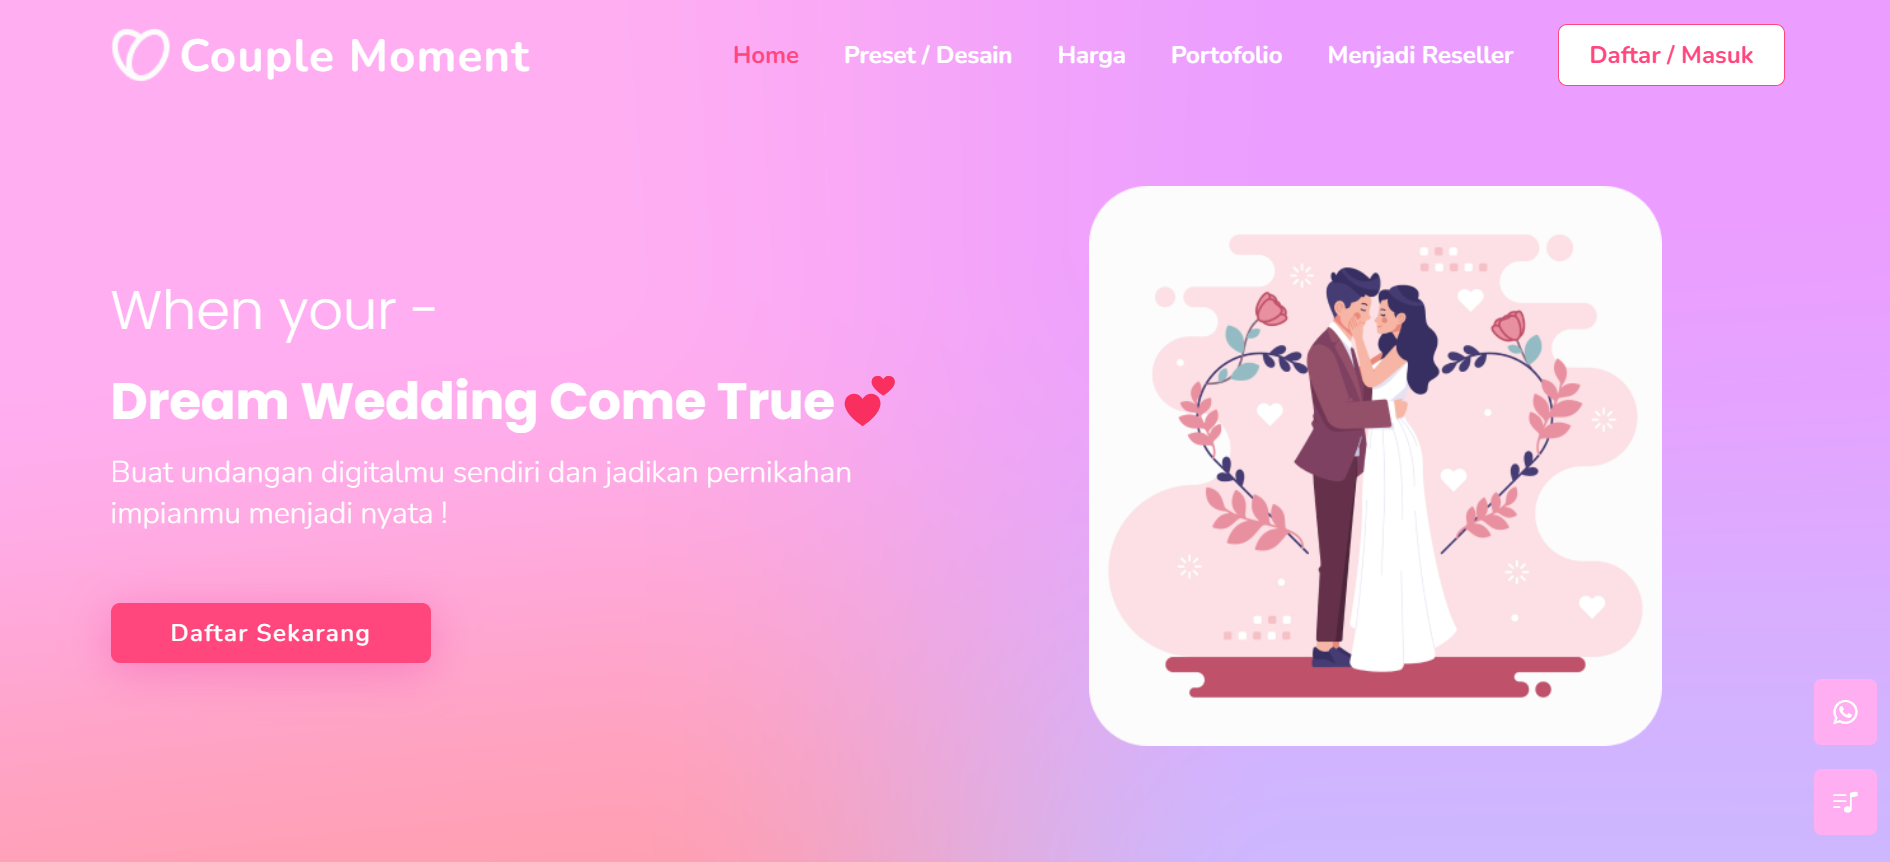 Couple Moment
Home
Preset / Desain
Harga
Portofolio
Menjadi Reseller
Daftar / Masuk
When your -
Dream Wedding Come True💕
Buat undangan digitalmu sendiri dan jadikan pernikahan
impianmu menjadi nyata !
Daftar Sekarang